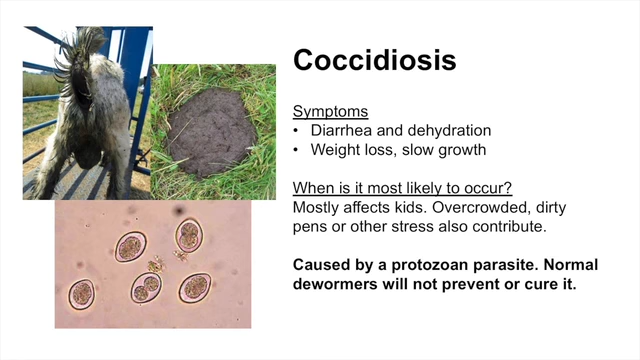 Coccidiosis
Symptoms
• Diarrhea and dehydration
• Weight loss, slow growth
When is it most likely to occur?
Mostly affects kids. Overcrowded, dirty
pens or other stress also contribute.
Caused by a protozoan parasite. Normal
dewormers will not prevent or cure it.